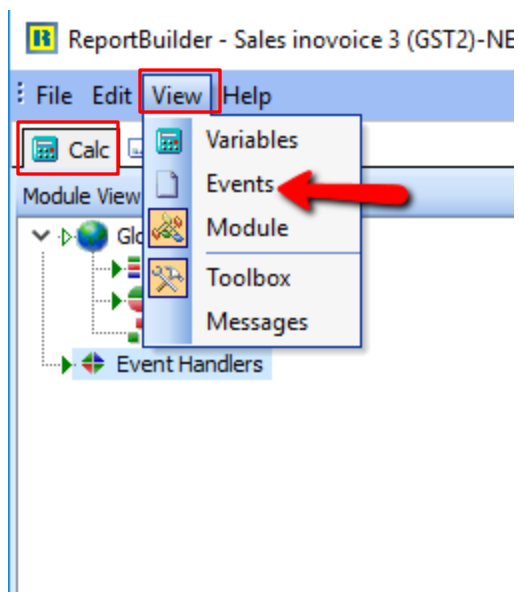 ReportBuilder - Sales inovoice 3 (GST2)-NE
File Edit View Help
Calc
Variables
Module View
Events
Module
Toolbox
Messages
Event Handlers